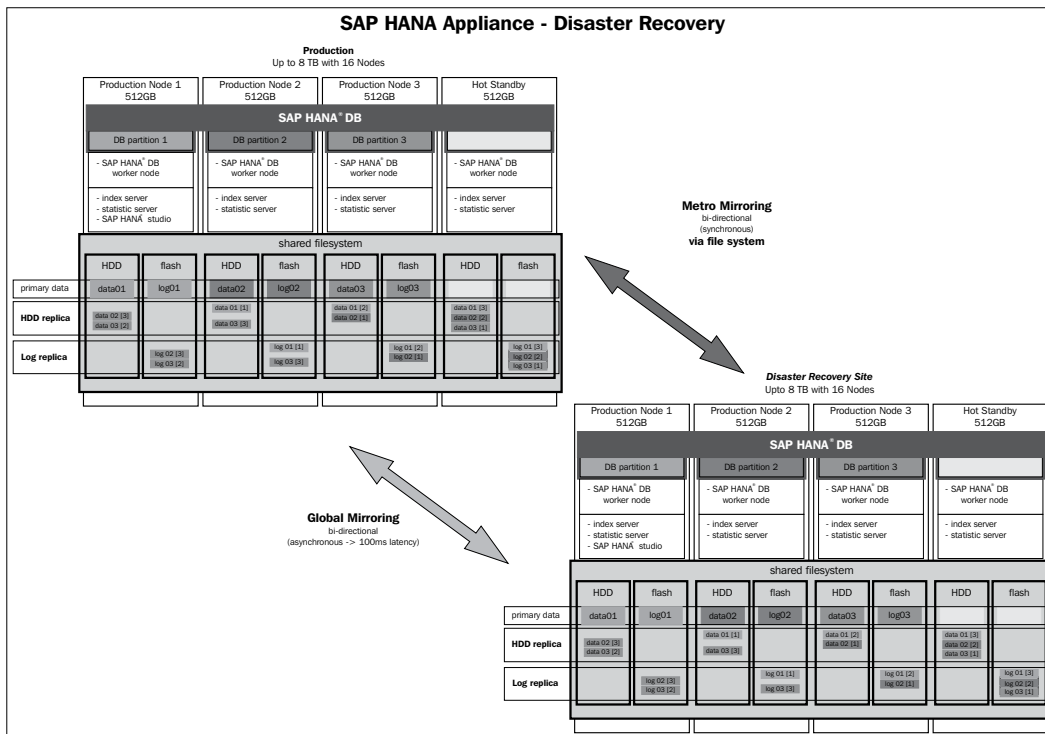 SAP HANA Appliance - Disaster Recovery
Production
Up to 8 TB with 16 Nodes
Production Node 1
512GB
Production Node 2
512GB
Production Node 3
512GB
Hot Standby
512GB
SAP HANA® DB
DB partition 1
DB partition 2
DB partition 3
- SAP HANA® DB
worker node
- SAP HANA® DB
worker node
- SAP HANA® DB
worker node
- SAP HANA® DB
worker node
- index server
- statistic server
- SAP HANA® studio
- index server
- statistic server
- index server
- statistic server
- index server
- statistic server
shared filesystem
HDD
flash
HDD
flash
HDD
flash
HDD
flash
primary data
data01
log01
data02
log02
data03
log03
HDD replica
data 02 [3]
data 03 [2]
data 01 [1]
data 03 [3]
data 01 [2]
data 02 [1]
data 01 [3]
data 02 [2]
data 03 [1]
Log replica
log 02 [3]
log 03 [2]
log 01 [1]
log 03 [3]
log 01 [2]
log 02 [1]
log 01 [3]
log 02 [2]
log 03 [1]
Metro Mirroring
bi-directional
(synchronous)
via file system
Global Mirroring
bi-directional
(asynchronous -> 100ms latency)
Disaster Recovery Site
Upto 8 TB with 16 Nodes
Production Node 1
512GB
Production Node 2
512GB
Production Node 3
512GB
Hot Standby
512GB
SAP HANA® DB
DB partition 1
DB partition 2
DB partition 3
- SAP HANA® DB
worker node
- SAP HANA® DB
worker node
- SAP HANA® DB
worker node
- SAP HANA® DB
worker node
- index server
- statistic server
- SAP HANA® studio
- index server
- statistic server
- index server
- statistic server
- index server
- statistic server
shared filesystem
HDD
flash
HDD
flash
HDD
flash
HDD
flash
primary data
data01
log01
data02
log02
data03
log03
HDD replica
data 02 [3]
data 03 [2]
data 01 [1]
data 03 [3]
data 01 [2]
data 02 [1]
data 01 [3]
data 02 [2]
data 03 [1]
Log replica
log 02 [3]
log 03 [2]
log 01 [1]
log 03 [3]
log 01 [2]
log 02 [1]
log 01 [3]
log 02 [2]
log 03 [1]